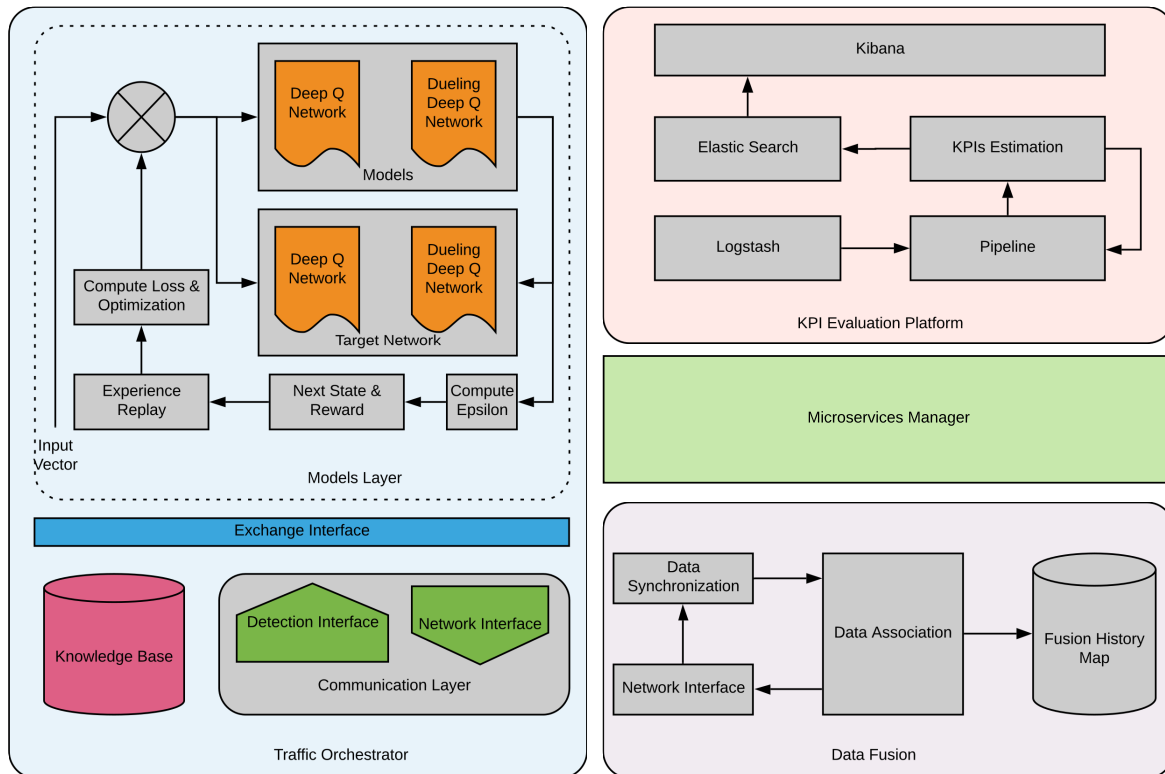 Deep Q
Network
Dueling
Deep Q
Network
Models
Deep Q
Network
Dueling
Deep Q
Network
Target Network
Compute Loss &
Optimization
Experience
Replay
Next State &
Reward
Compute
Epsilon
Input
Vector
Models Layer
Exchange Interface
Knowledge Base
Detection Interface
Network Interface
Communication Layer
Traffic Orchestrator
Kibana
Elastic Search
KPIs Estimation
Logstash
Pipeline
KPI Evaluation Platform
Microservices Manager
Data
Synchronization
Data Association
Fusion History
Map
Network Interface
Data Fusion